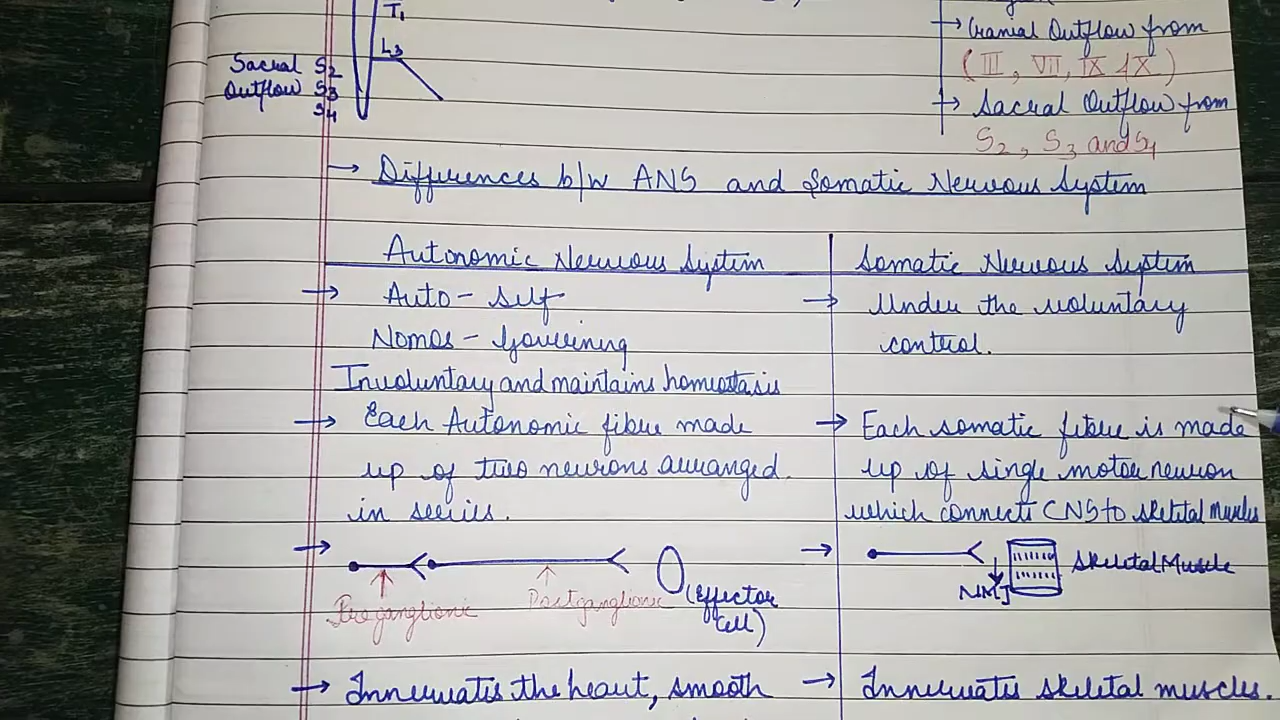 T1
L3
Sacral S2
Outflow S3
S4
→ Cranial Outflow from
(III, VII, IX & X)
→ Sacral Outflow from
S2, S3 and S4
→ Differences b/w ANS and Somatic Nervous System
Autonomic Nervous System
→ Auto - self
Nomos - Governing
Involuntary and maintains homeostasis
→ Each Autonomic fibre made
up of two neurons arranged
in series.
→ Preganglionic
Postganglionic
(Effector
Cell)
→ Innervates the heart, smooth
Somatic Nervous System
→ Under the voluntary
control.
→ Each somatic fibre is made
up of single motor neuron
which connects CNS to skeletal muscles
→ NMJ
Skeletal Muscle
→ Innervates skeletal muscles.